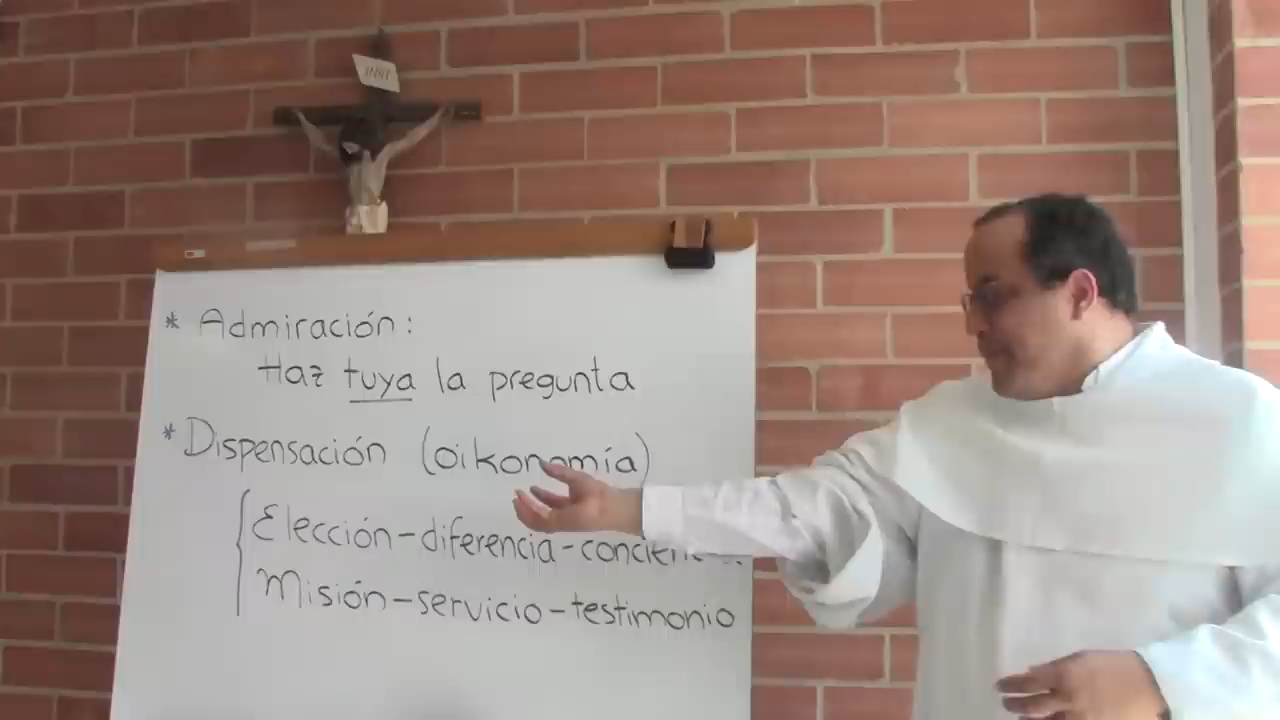 INRI
* Admiración:
Haz tuya la pregunta
* Dispensación (oikonomía)
Elección-diferencia-
Misión-servicio-testimonio